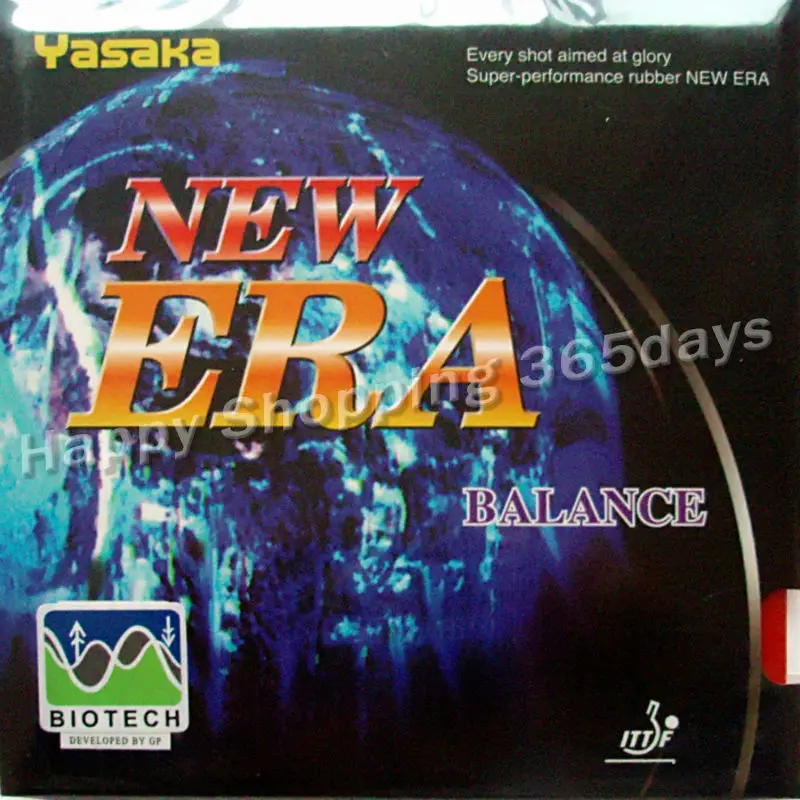 Yasaka
Every shot aimed at glory
Super-performance rubber NEW ERA
NEW
ERA
Happy Shopping 365days
BALANCE
BIOTECH
DEVELOPED BY GP
ITTF